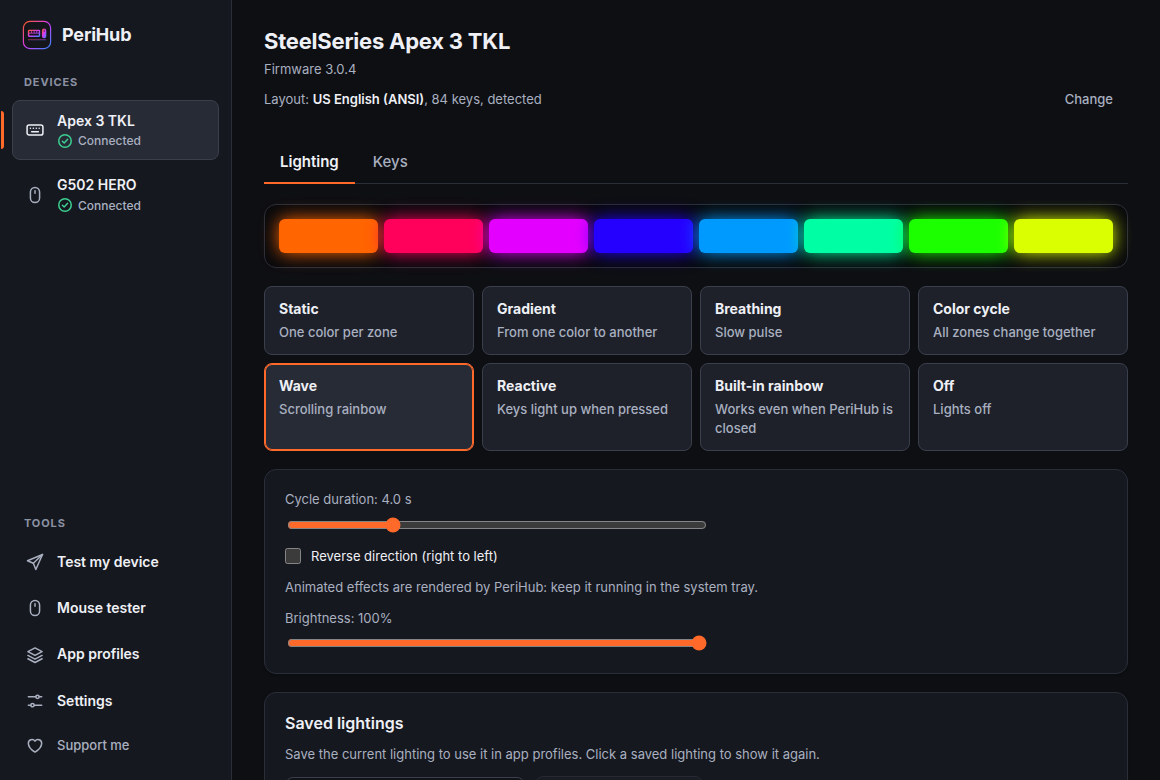 PeriHub
DEVICES
Apex 3 TKL
Connected
G502 HERO
Connected
TOOLS
Test my device
Mouse tester
App profiles
Settings
Support me
SteelSeries Apex 3 TKL
Firmware 3.0.4
Layout: US English (ANSI), 84 keys, detected
Change
Lighting
Keys
Static
One color per zone
Gradient
From one color to another
Breathing
Slow pulse
Color cycle
All zones change together
Wave
Scrolling rainbow
Reactive
Keys light up when pressed
Built-in rainbow
Works even when PeriHub is
closed
Off
Lights off
Cycle duration: 4.0 s
Reverse direction (right to left)
Animated effects are rendered by PeriHub: keep it running in the system tray.
Brightness: 100%
Saved lightings
Save the current lighting to use it in app profiles. Click a saved lighting to show it again.